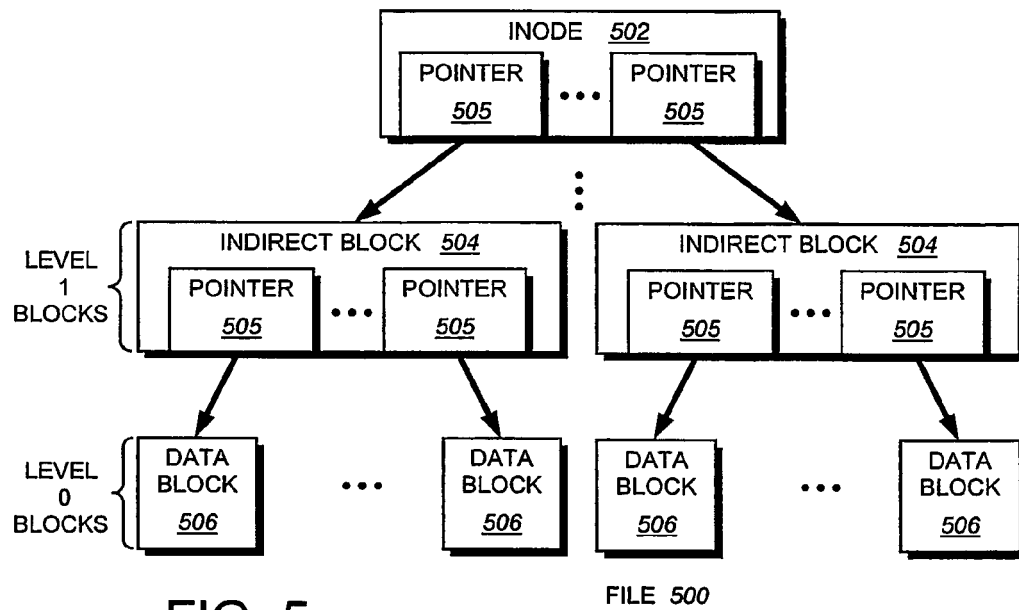 INODE 502
POINTER POINTER
505 ••• 505
LEVEL
1
BLOCKS
INDIRECT BLOCK 504
POINTER POINTER
505 ••• 505
INDIRECT BLOCK 504
POINTER POINTER
505 ••• 505
LEVEL
0
BLOCKS
DATA
BLOCK
506
•••
DATA
BLOCK
506
DATA
BLOCK
506
•••
DATA
BLOCK
506
FILE 500